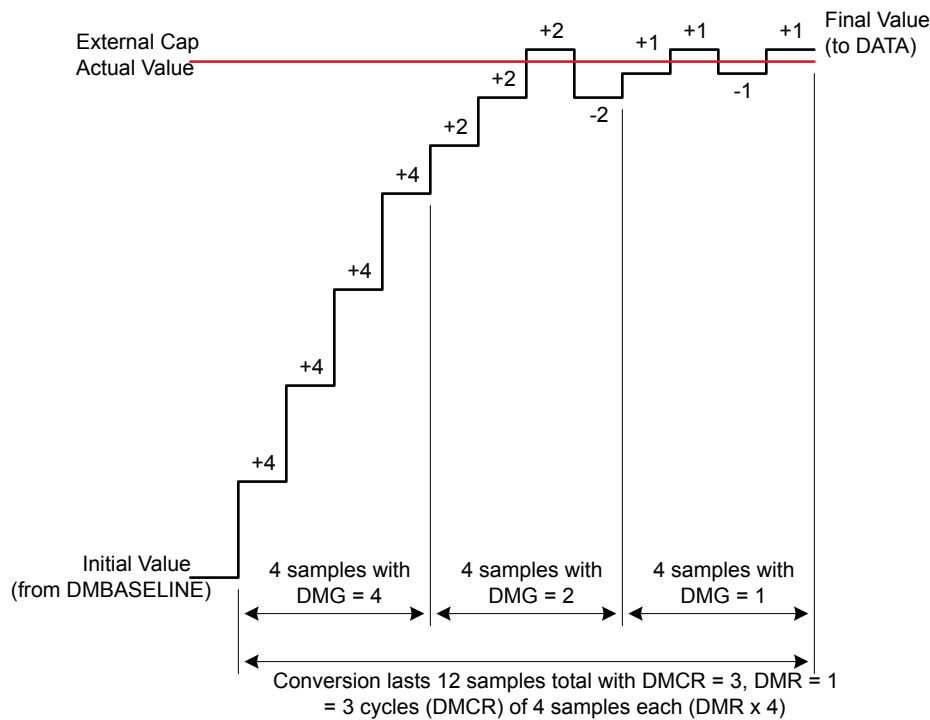 External Cap
Actual Value
+2
+1
+1
+1
Final Value
(to DATA)
+2
-2
-1
+2
+4
+4
+4
+4
Initial Value
(from DMBASELINE)
4 samples with
DMG = 4
4 samples with
DMG = 2
4 samples with
DMG = 1
Conversion lasts 12 samples total with DMCR = 3, DMR = 1
= 3 cycles (DMCR) of 4 samples each (DMR x 4)